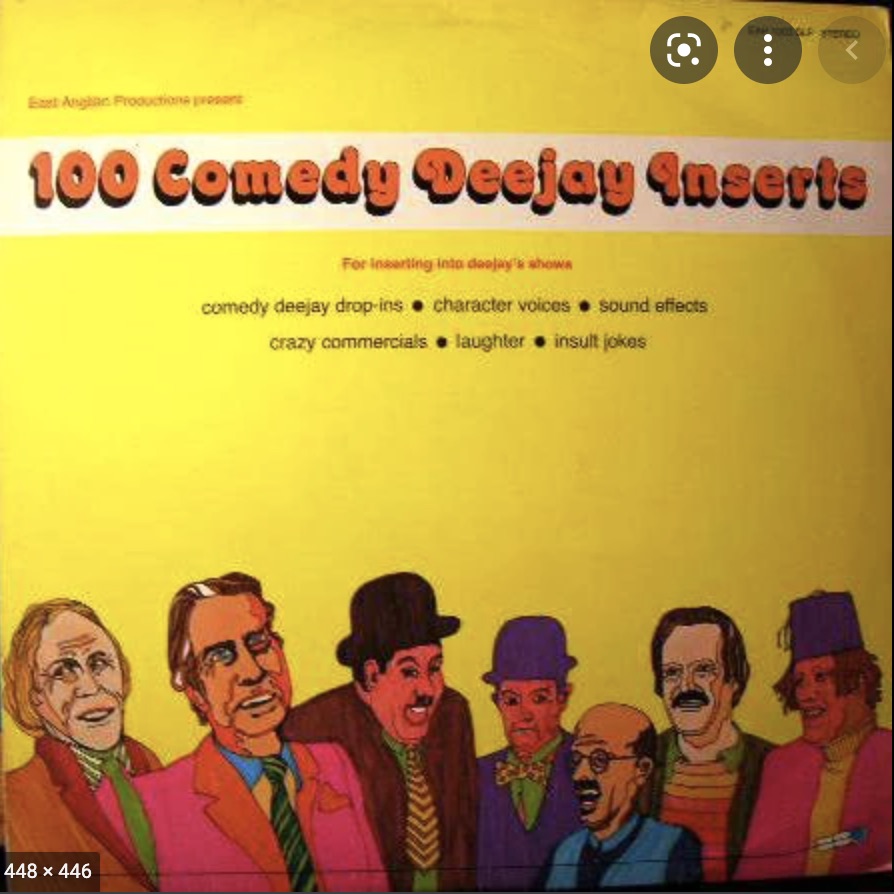 STEREO
East Anglian Productions present
100 Comedy Deejay Inserts
For inserting into deejay's shows
comedy deejay drop-ins ● character voices ● sound effects
crazy commercials ● laughter ● insult jokes
448 × 446